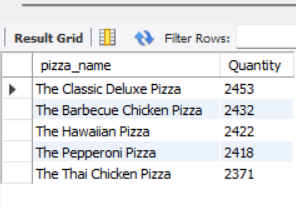 Result Grid Filter Rows:
pizza_name Quantity
The Classic Deluxe Pizza 2453
The Barbecue Chicken Pizza 2432
The Hawaiian Pizza 2422
The Pepperoni Pizza 2418
The Thai Chicken Pizza 2371